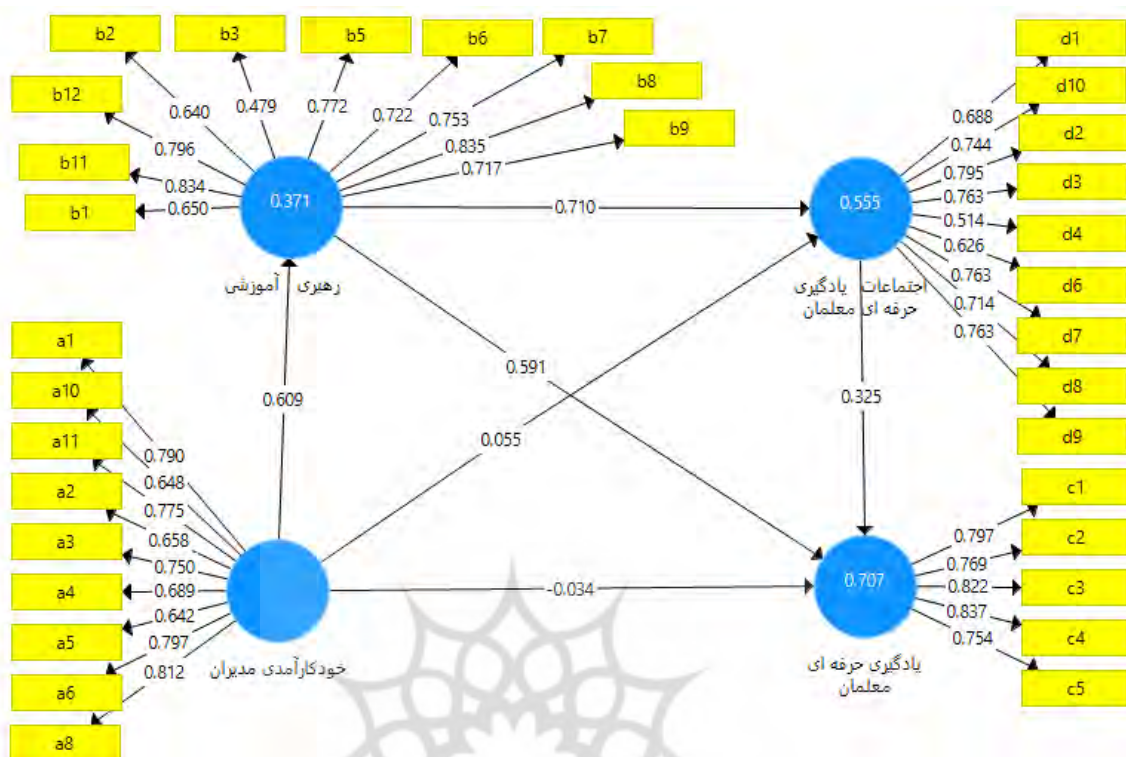 b2
b3
b5
b6
b7
b8
b9
b12
b11
b1
0.640
0.479
0.772
0.722
0.753
0.835
0.717
0.796
0.834
0.650
0.371
رهبری آموزشی
0.710
0.555
اجتماعات یادگیری
حرفه ای معلمان
d1
d10
d2
d3
d4
d6
d7
d8
d9
0.688
0.744
0.795
0.763
0.514
0.626
0.763
0.714
0.763
0.609
0.591
0.055
0.325
-0.034
a1
a10
a11
a2
a3
a4
a5
a6
a8
0.790
0.648
0.775
0.658
0.750
0.689
0.642
0.797
0.812
خودکارآمدی مدیران
0.707
یادگیری حرفه ای
معلمان
c1
c2
c3
c4
c5
0.797
0.769
0.822
0.837
0.754